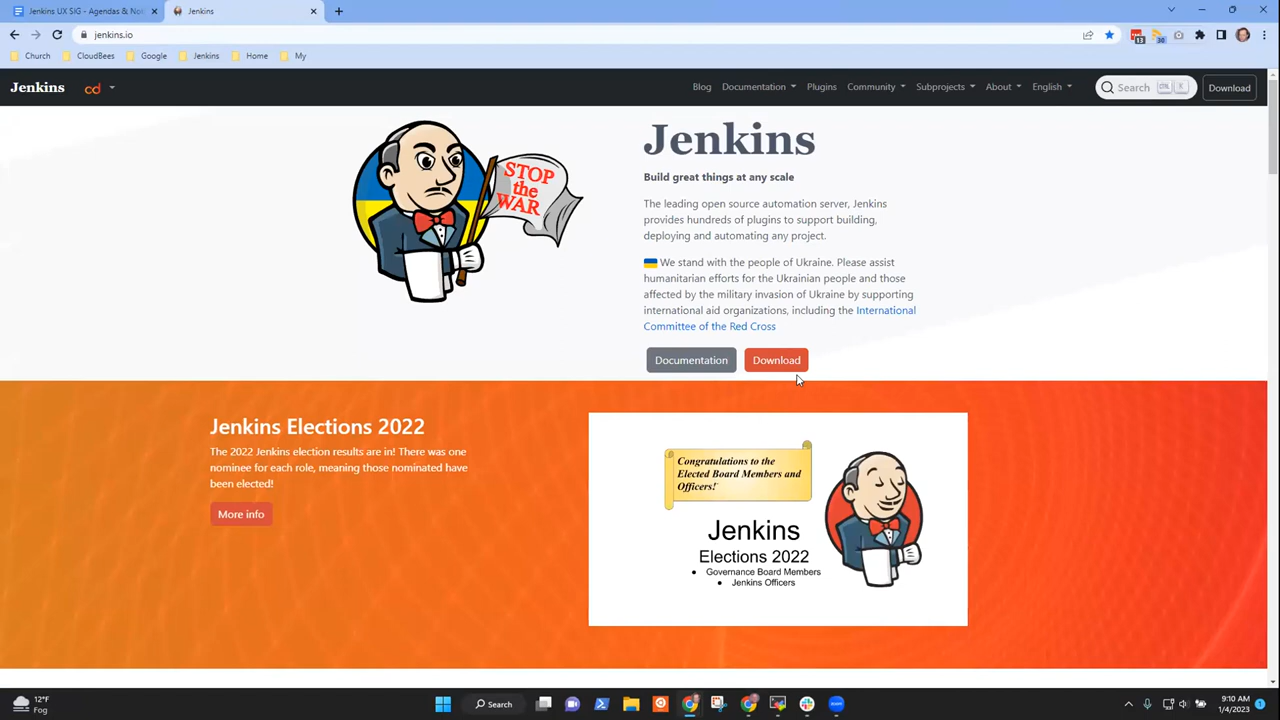 Jenkins UX SIG - Agendas & No
Jenkins
jenkins.io
Church
CloudBees
Google
Jenkins
Home
My
13
30
Jenkins
cd
Blog
Documentation
Plugins
Community
Subprojects
About
English
Search
CTRL K
Download
STOP
the
WAR
Jenkins
Build great things at any scale
The leading open source automation server, Jenkins
provides hundreds of plugins to support building,
deploying and automating any project.
We stand with the people of Ukraine. Please assist
humanitarian efforts for the Ukrainian people and those
affected by the military invasion of Ukraine by supporting
international aid organizations, including the International
Committee of the Red Cross
Documentation
Download
Jenkins Elections 2022
The 2022 Jenkins election results are in! There was one
nominee for each role, meaning those nominated have
been elected!
More info
Congratulations to the
Elected Board Members and
Officers!
Jenkins
Elections 2022
• Governance Board Members
• Jenkins Officers
12°F
Fog
Search
zoom
9:10 AM
1/4/2023